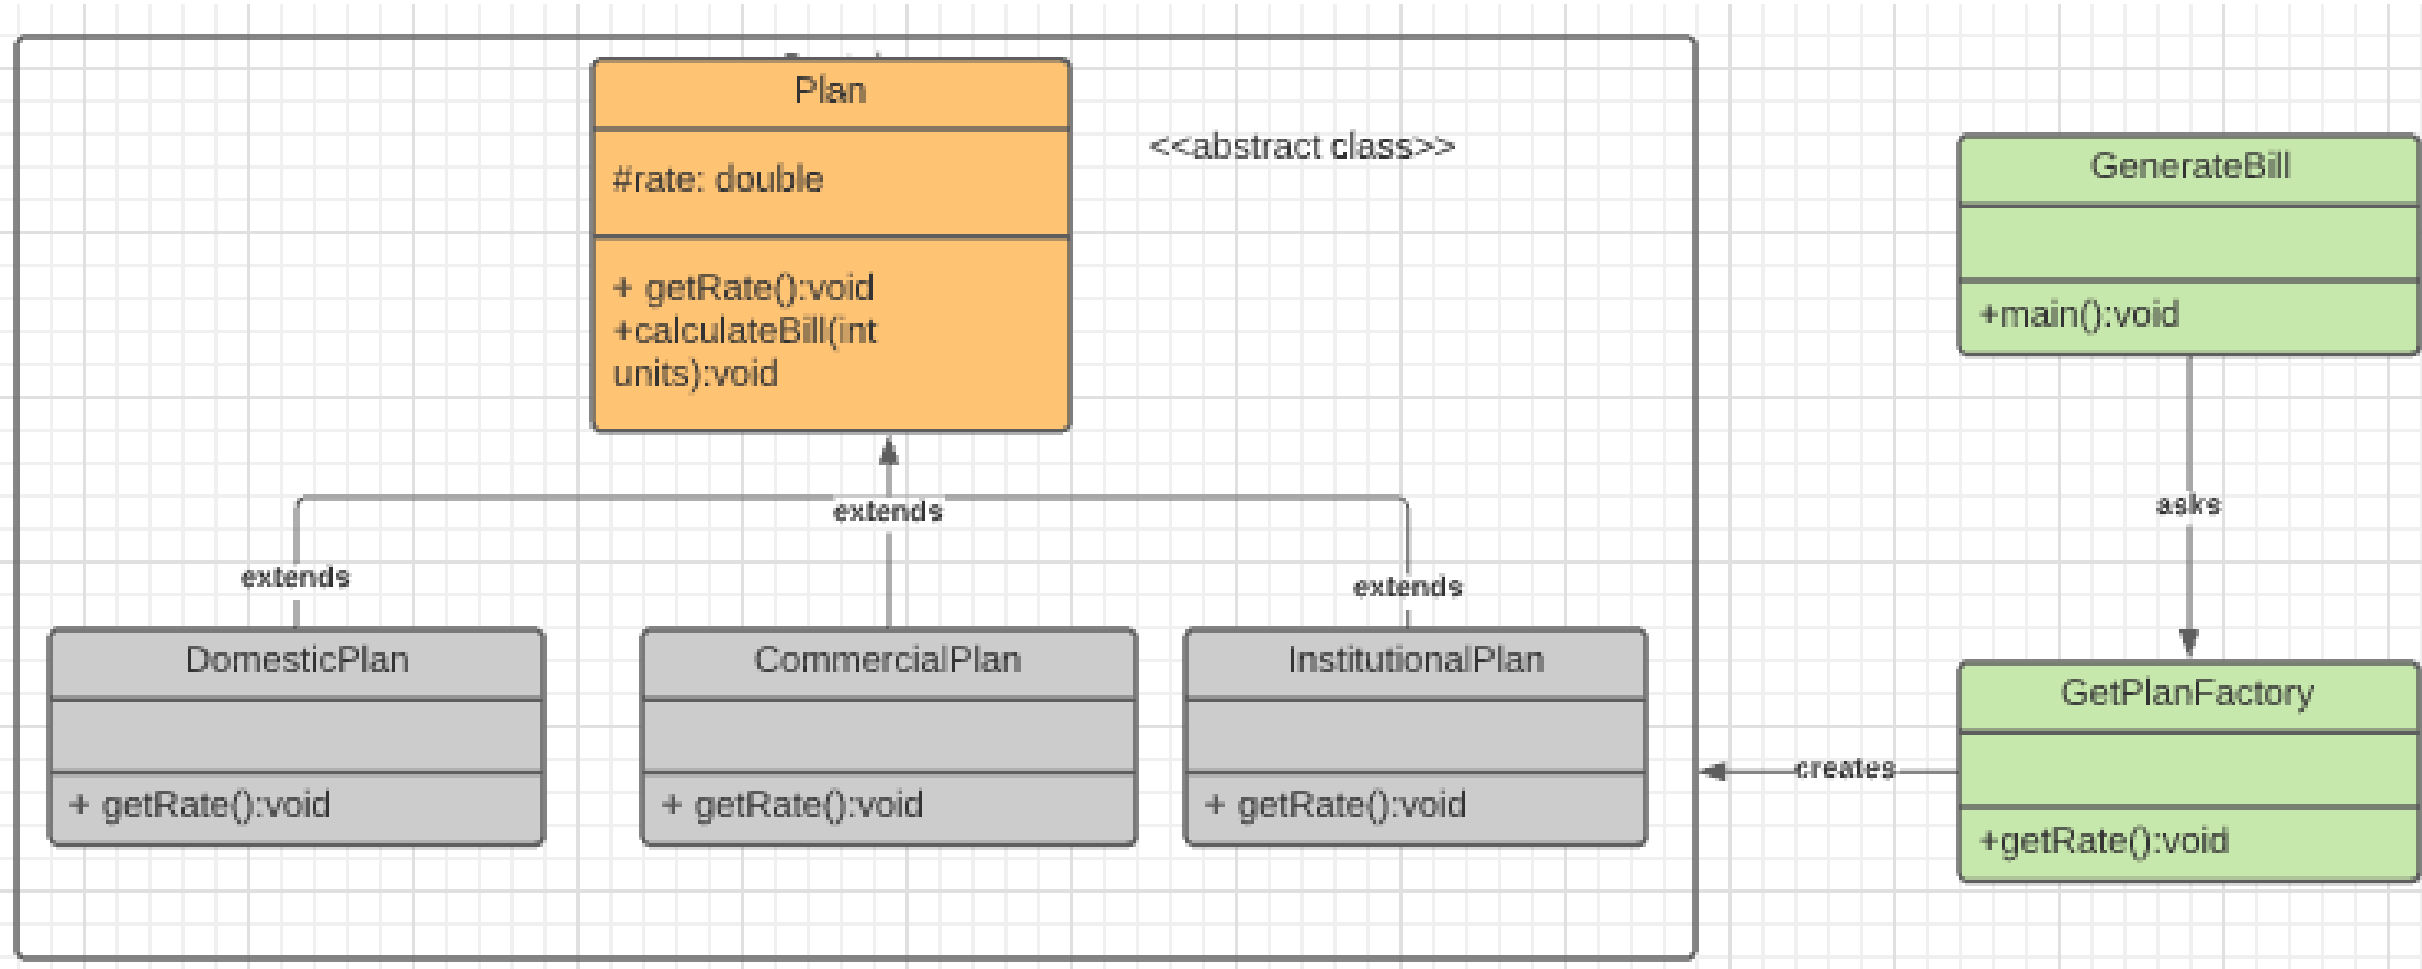 Plan
#rate: double
+ getRate():void
+calculateBill(int
units):void
<<abstract class>>
GenerateBill
+main():void
asks
extends
extends
extends
DomesticPlan
+ getRate():void
CommercialPlan
+ getRate():void
InstitutionalPlan
+ getRate():void
creates
GetPlanFactory
+getRate():void